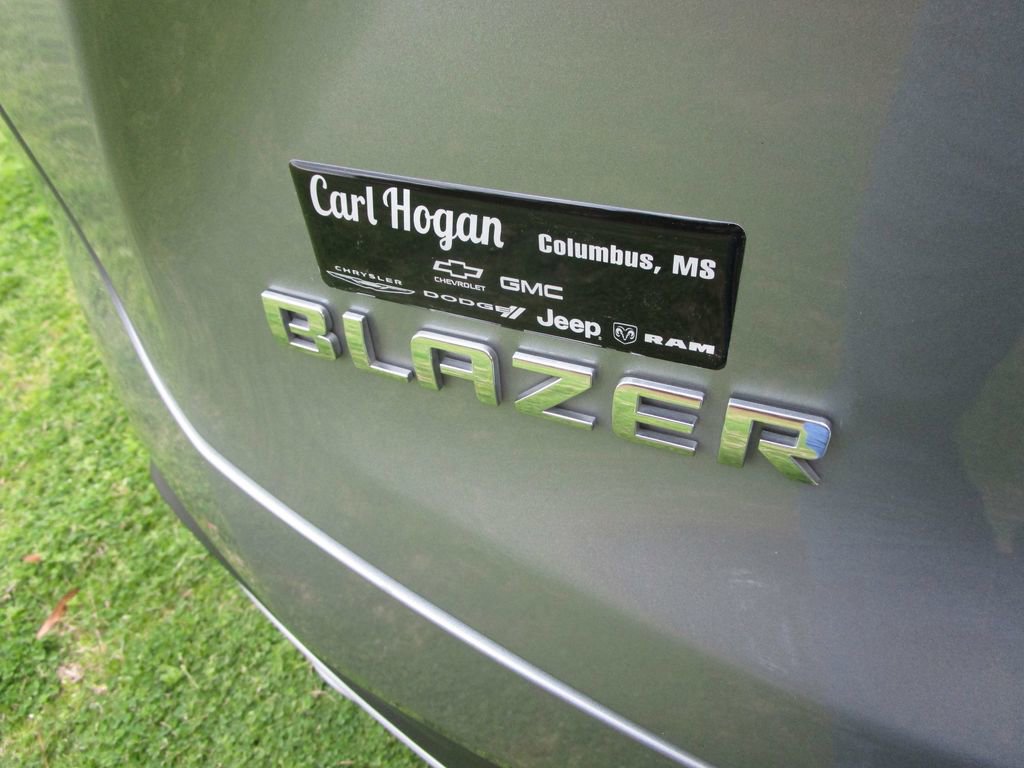 Carl Hogan
Columbus, MS
CHRYSLER
CHEVROLET
GMC
DODGE
Jeep
RAM
BLAZER